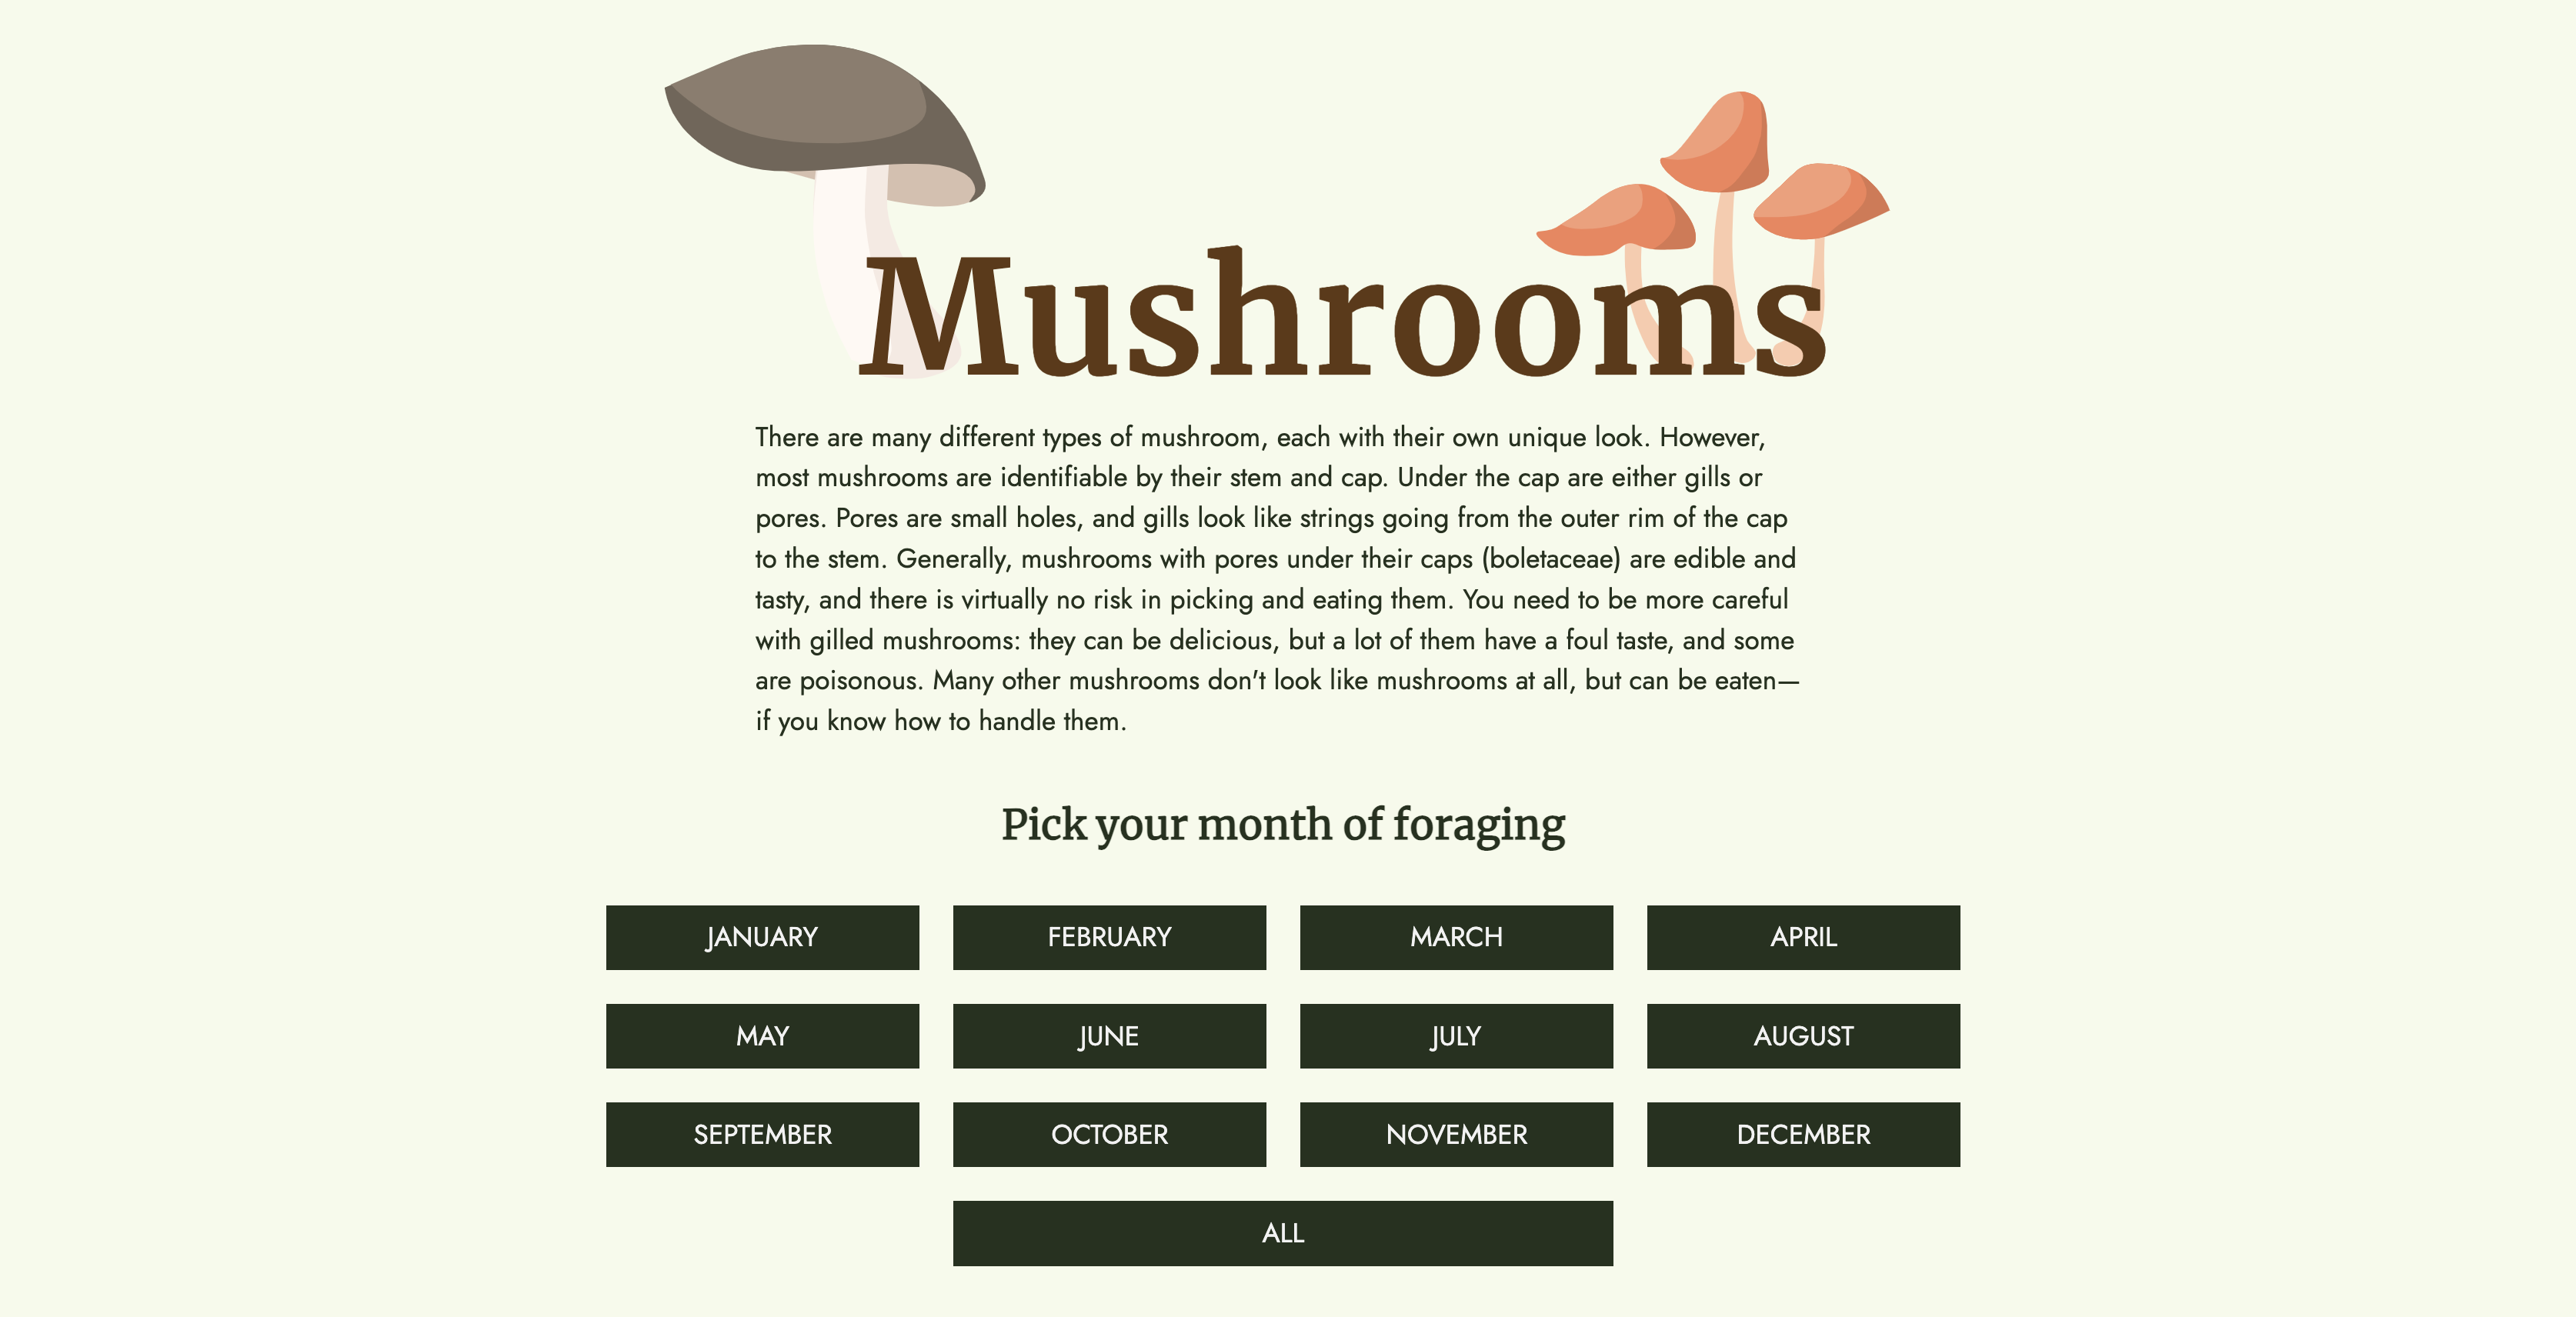 Mushrooms
There are many different types of mushroom, each with their own unique look. However,
most mushrooms are identifiable by their stem and cap. Under the cap are either gills or
pores. Pores are small holes, and gills look like strings going from the outer rim of the cap
to the stem. Generally, mushrooms with pores under their caps (boletaceae) are edible and
tasty, and there is virtually no risk in picking and eating them. You need to be more careful
with gilled mushrooms: they can be delicious, but a lot of them have a foul taste, and some
are poisonous. Many other mushrooms don't look like mushrooms at all, but can be eaten—
if you know how to handle them.
Pick your month of foraging
JANUARY FEBRUARY MARCH APRIL
MAY JUNE JULY AUGUST
SEPTEMBER OCTOBER NOVEMBER DECEMBER
ALL